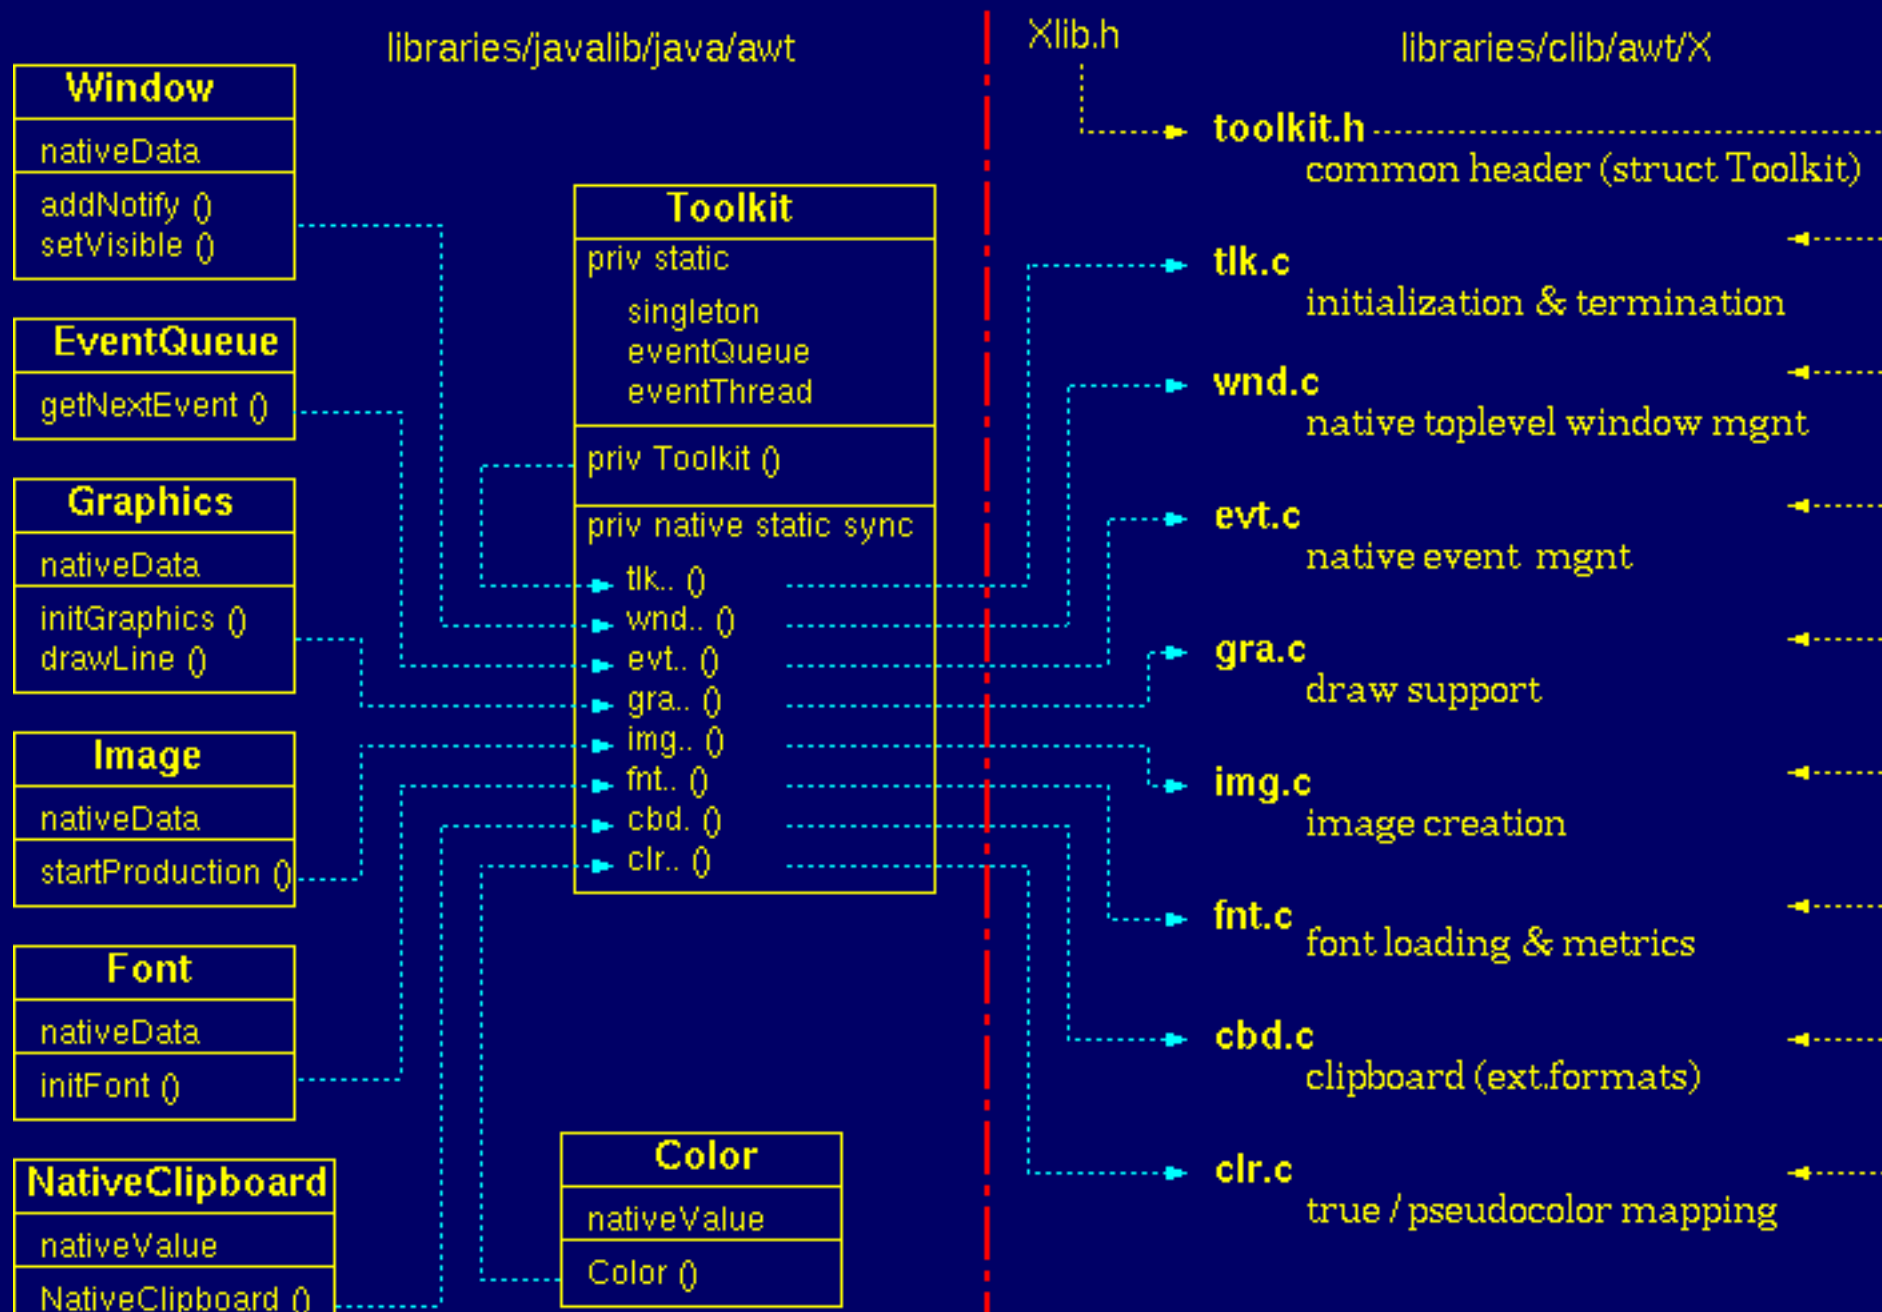 libraries/javalib/java/awt
Window
nativeData
addNotify ()
setVisible ()
EventQueue
getNextEvent ()
Graphics
nativeData
initGraphics ()
drawLine ()
Image
nativeData
startProduction ()
Font
nativeData
initFont ()
NativeClipboard
nativeValue
NativeClipboard ()
Toolkit
priv static
singleton
eventQueue
eventThread
priv Toolkit ()
priv native static sync
tlk.. ()
wnd.. ()
evt.. ()
gra.. ()
img.. ()
fnt.. ()
cbd. ()
clr.. ()
Color
nativeValue
Color ()
Xlib.h
libraries/clib/awt/X
toolkit.h
common header (struct Toolkit)
tlk.c
initialization & termination
wnd.c
native toplevel window mgnt
evt.c
native event mgnt
gra.c
draw support
img.c
image creation
fnt.c
font loading & metrics
cbd.c
clipboard (ext.formats)
clr.c
true / pseudocolor mapping